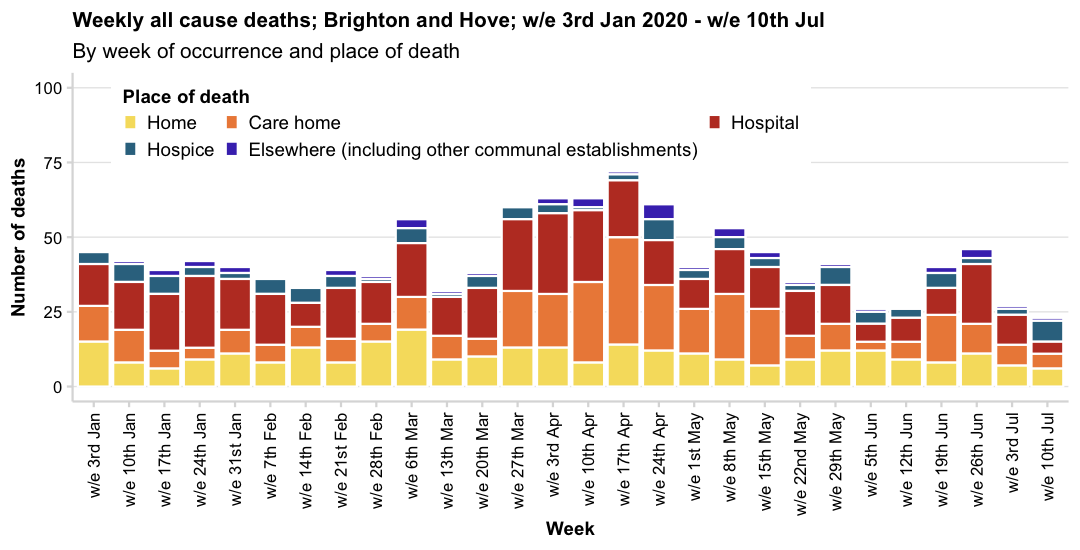 Weekly all cause deaths; Brighton and Hove; w/e 3rd Jan 2020 - w/e 10th Jul
By week of occurrence and place of death
Place of death
Home
Care home
Hospital
Hospice
Elsewhere (including other communal establishments)
Number of deaths
100
75
50
25
0
w/e 3rd Jan
w/e 10th Jan
w/e 17th Jan
w/e 24th Jan
w/e 31st Jan
w/e 7th Feb
w/e 14th Feb
w/e 21st Feb
w/e 28th Feb
w/e 6th Mar
w/e 13th Mar
w/e 20th Mar
w/e 27th Mar
w/e 3rd Apr
w/e 10th Apr
w/e 17th Apr
w/e 24th Apr
w/e 1st May
w/e 8th May
w/e 15th May
w/e 22nd May
w/e 29th May
w/e 5th Jun
w/e 12th Jun
w/e 19th Jun
w/e 26th Jun
w/e 3rd Jul
w/e 10th Jul
Week